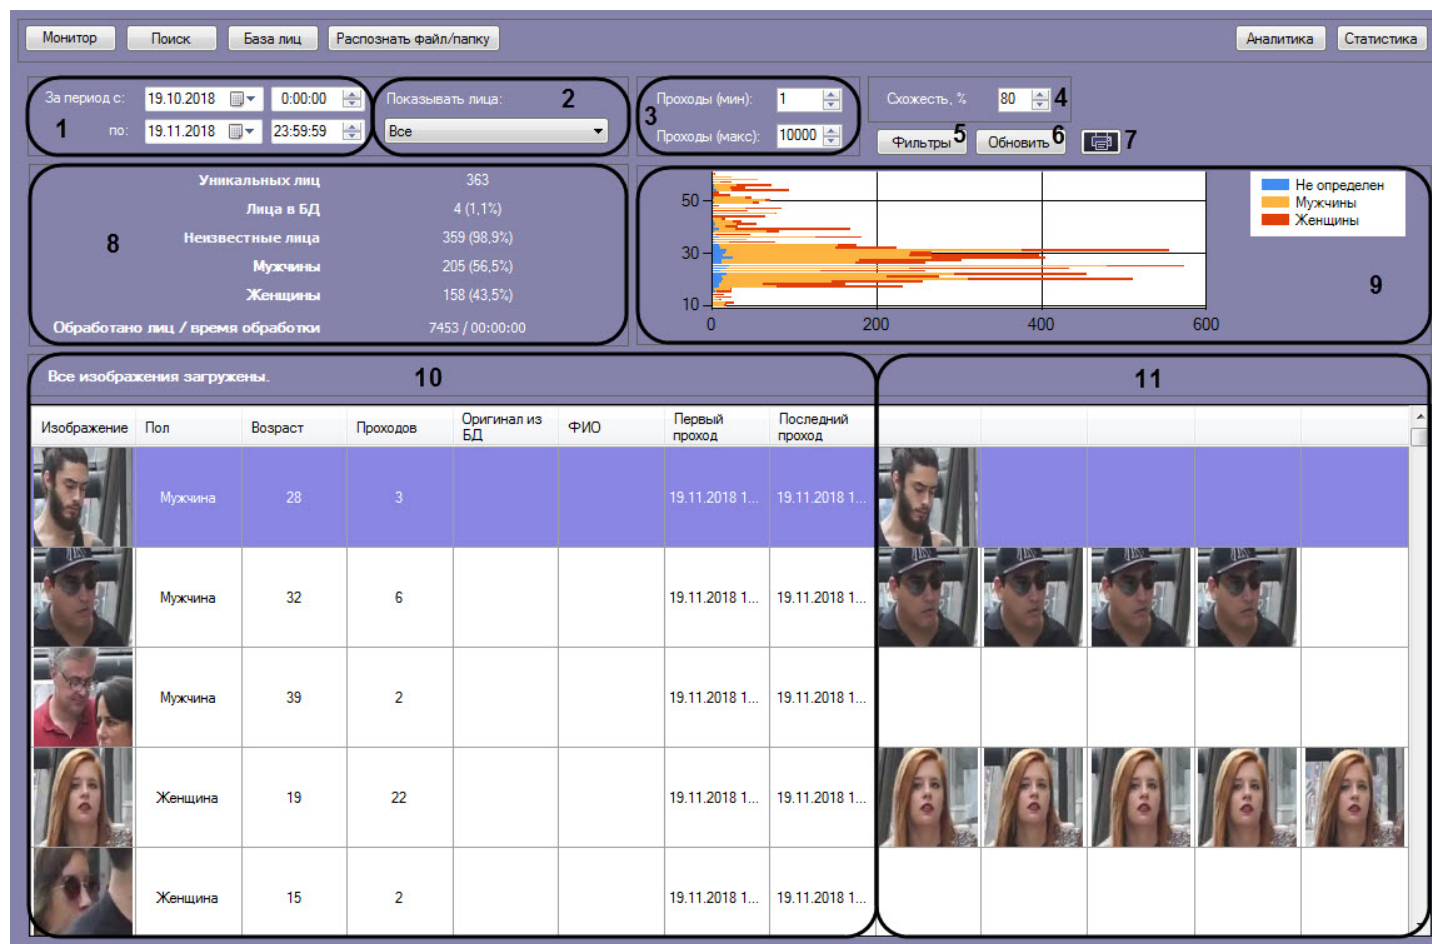 Монитор Поиск База лиц Распознать файл/папку Аналитика Статистика
За период с: 19.10.2018 0:00:00 Показывать лица: 2 Проходы (мин): 1 Схожесть, % 80 4
1 по: 19.11.2018 23:59:59 Все 3 Проходы (макс): 10000 Фильтры 5 Обновить 6 7
Уникальных лиц 363
Лица в БД 4 (1,1%)
8 Неизвестные лица 359 (98,9%)
Мужчины 205 (56,5%)
Женщины 158 (43,5%)
Обработано лиц / время обработки 7453 / 00:00:00
50
30
10
0 200 400 600
Не определен
Мужчины
Женщины
9
Все изображения загружены. 10 11
Изображение Пол Возраст Проходов Оригинал из БД ФИО Первый проход Последний проход
Мужчина 28 3 19.11.2018 1... 19.11.2018 1...
Мужчина 32 6 19.11.2018 1... 19.11.2018 1...
Мужчина 39 2 19.11.2018 1... 19.11.2018 1...
Женщина 19 22 19.11.2018 1... 19.11.2018 1...
Женщина 15 2 19.11.2018 1... 19.11.2018 1...